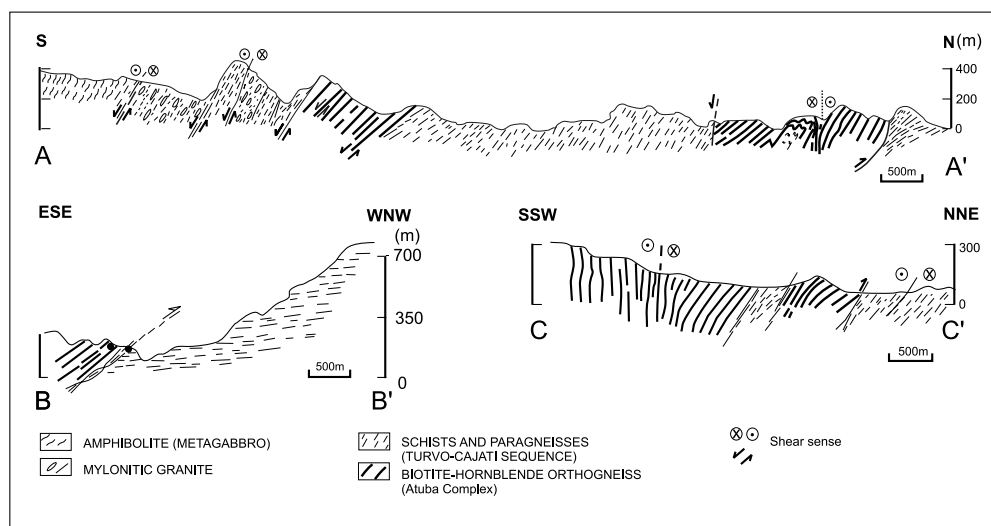 S
N (m)
400
200
0
A
A'
500m
ESE
WNW
(m)
700
350
0
500m
B
B'
SSW
NNE
300
0
C
C'
500m
AMPHIBOLITE (METAGABBRO)
MYLONITIC GRANITE
SCHISTS AND PARAGNEISSES
(TURVO-CAJATI SEQUENCE)
BIOTITE-HORNBLENDE ORTHOGNEISS
(Atuba Complex)
Shear sense